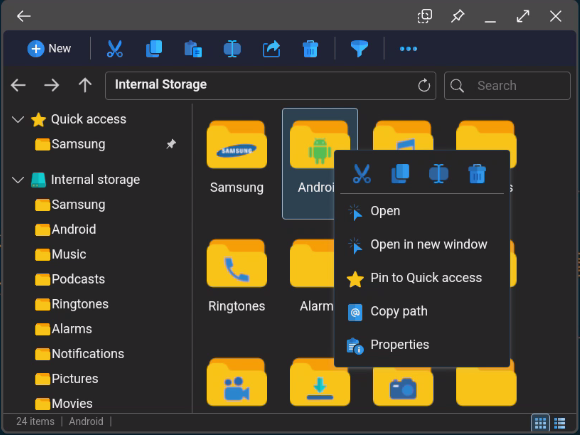 New
Internal Storage
Search
Quick access
Samsung
Internal storage
Samsung
Android
Music
Podcasts
Ringtones
Alarms
Notifications
Pictures
Movies
SAMSUNG
Samsung
Androi
s
Ringtones
Alarm
Open
Open in new window
Pin to Quick access
Copy path
Properties
24 items | Android |